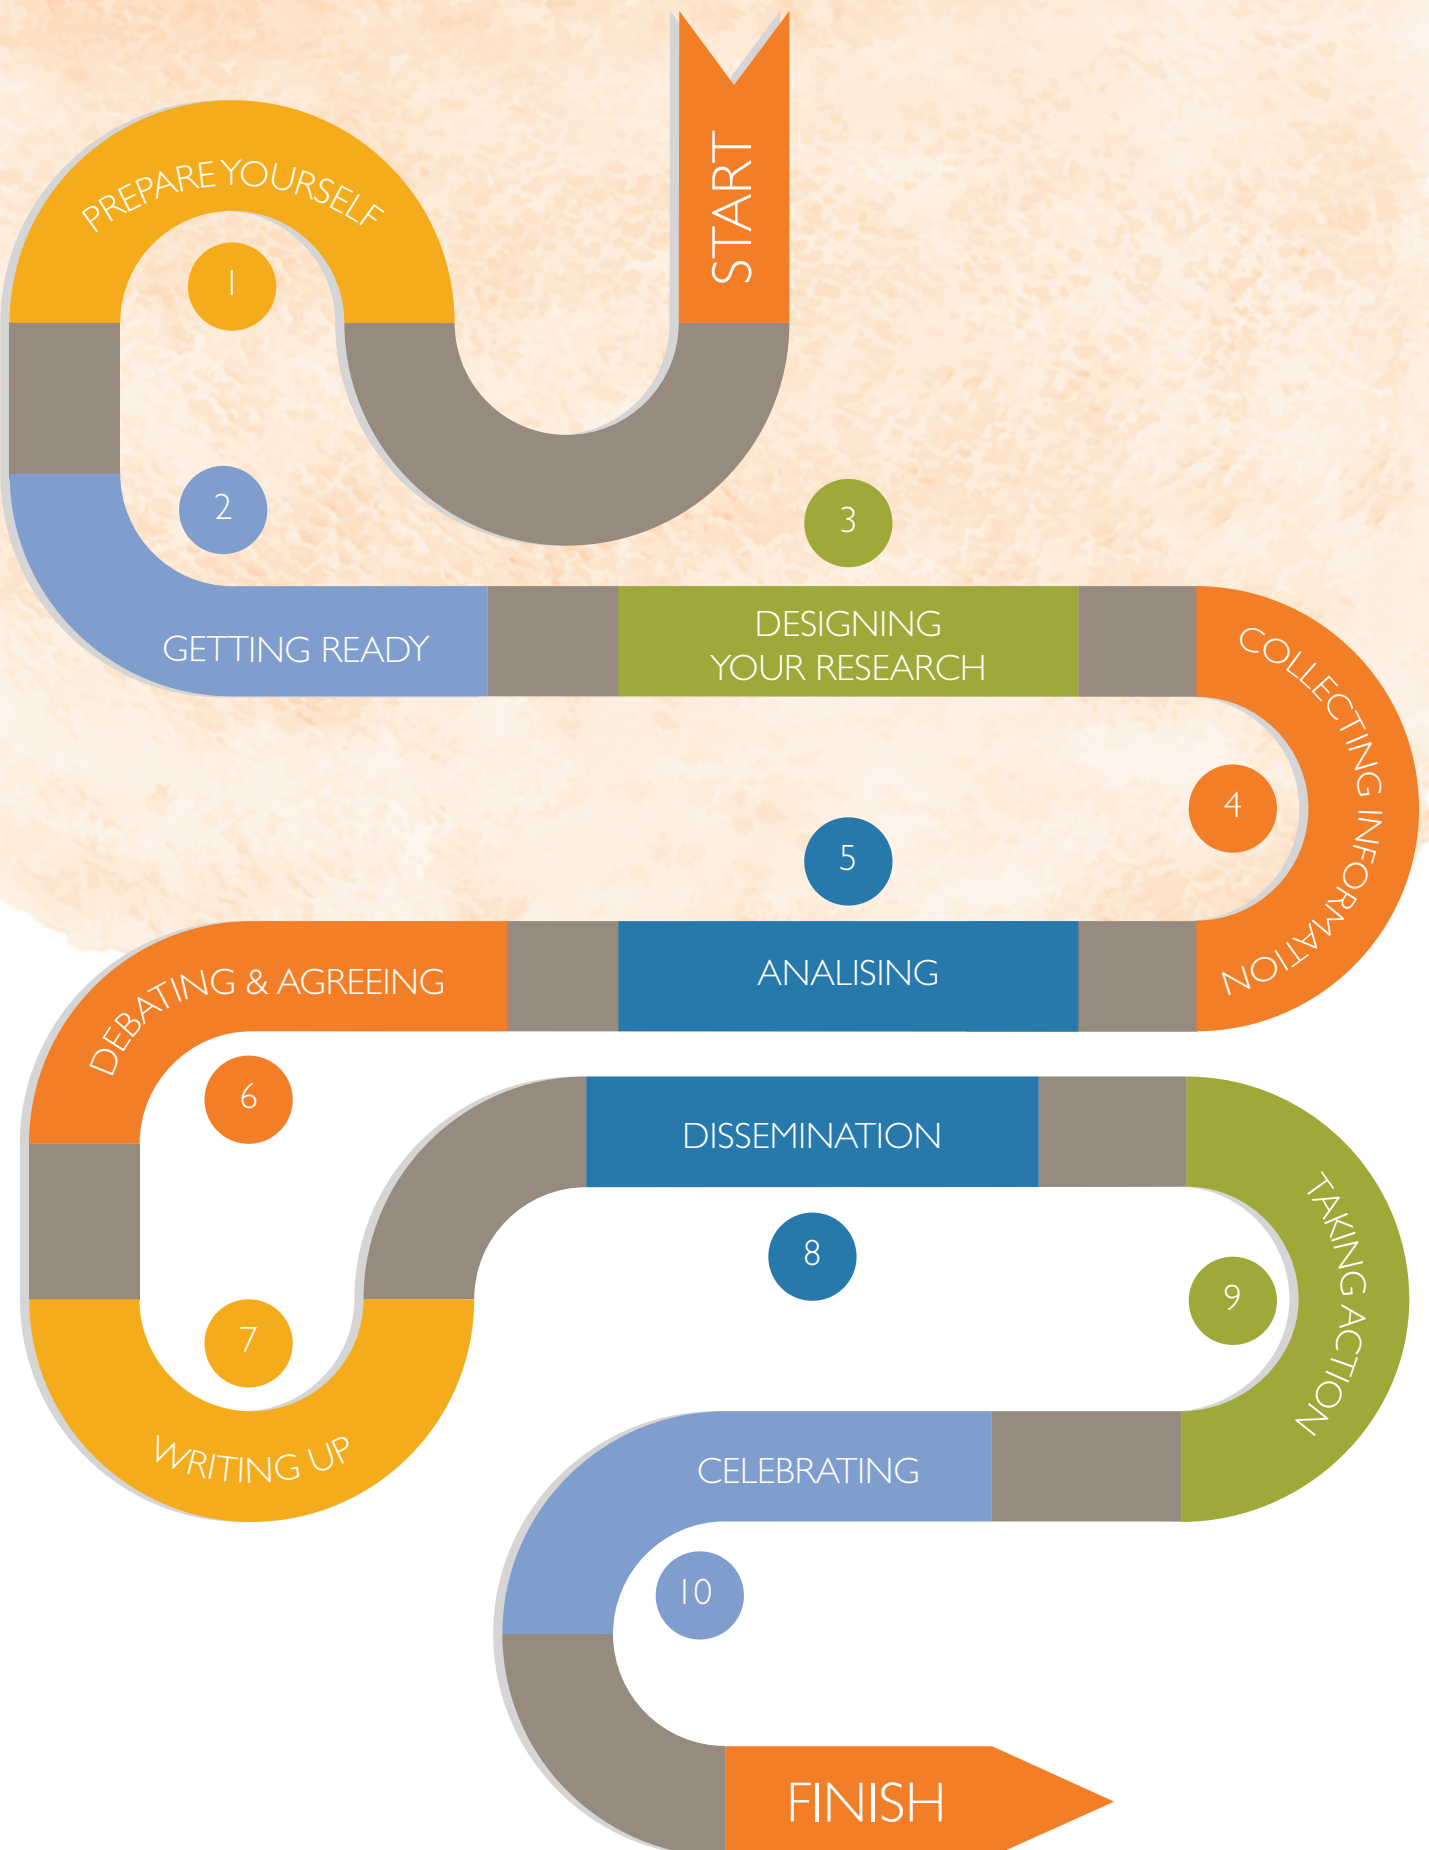 START
PREPARE YOURSELF
1
2
GETTING READY
3
DESIGNING
YOUR RESEARCH
COLLECTING INFORMATION
4
5
ANALISING
DEBATING & AGREEING
6
7
WRITING UP
DISSEMINATION
8
TAKING ACTION
9
CELEBRATING
10
FINISH